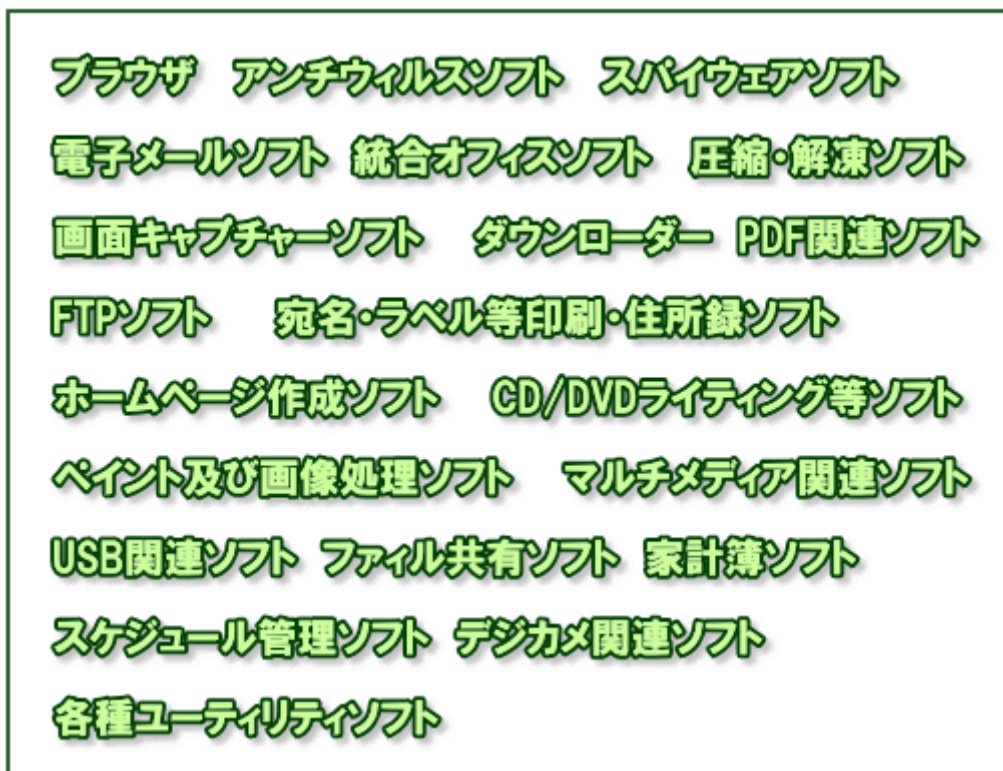 ブラウザ　アンチウィルスソフト　スパイウェアソフト
電子メールソフト　統合オフィスソフト　圧縮・解凍ソフト
画面キャプチャーソフト　ダウンローダー　PDF関連ソフト
FTPソフト　宛名・ラベル等印刷・住所録ソフト
ホームページ作成ソフト　CD/DVDライティング等ソフト
ペイント及び画像処理ソフト　マルチメディア関連ソフト
USB関連ソフト　ファィル共有ソフト　家計簿ソフト
スケジュール管理ソフト　デジカメ関連ソフト
各種ユーティリティソフト